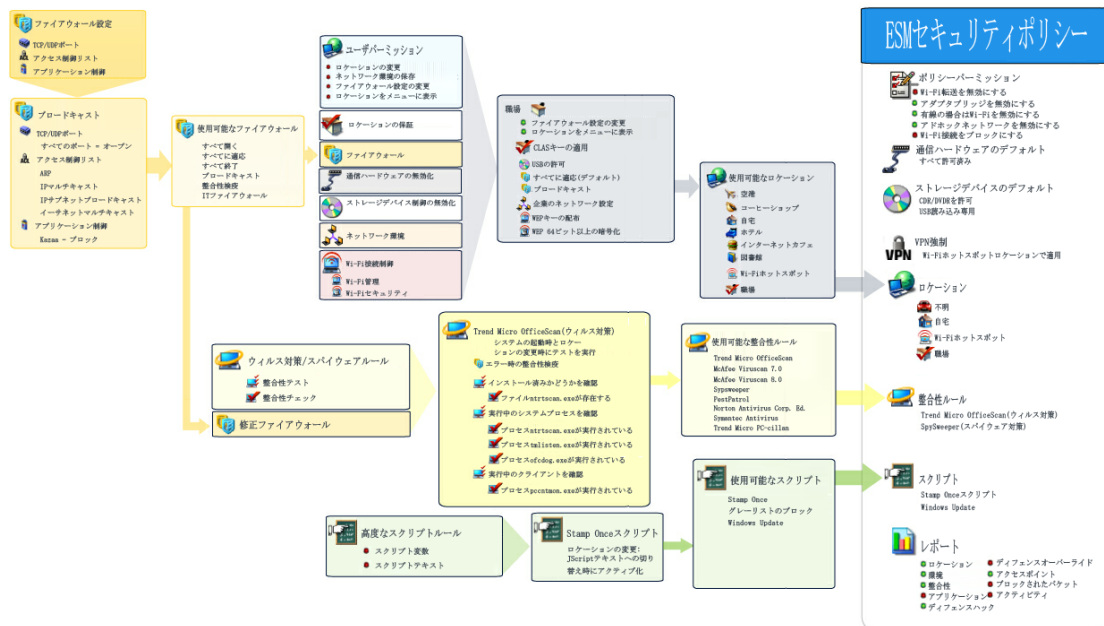 ファイアウォール設定
TCP/UDPポート
アクセス制御リスト
アプリケーション制御
ブロードキャスト
TCP/UDPポート
すべてのポート = オープン
アクセス制御リスト
ARP
IPマルチキャスト
IPサブネットブロードキャスト
イーサネットマルチキャスト
アプリケーション制御
Kazaa - ブロック
使用可能なファイアウォール
すべて開く
すべてに適応
すべて終了
ブロードキャスト
整合性検疫
ITファイアウォール
ユーザパーミッション
ロケーションの変更
ネットワーク環境の保存
ファイアウォール設定の変更
ロケーションをメニューに表示
ロケーションの保証
ファイアウォール
通信ハードウェアの無効化
ストレージデバイス制御の無効化
ネットワーク環境
Wi-Fi接続制御
Wi-Fi管理
Wi-Fiセキュリティ
職場
ファイアウォール設定の変更
ロケーションをメニューに表示
CLASキーの適用
USBの許可
すべてに適応(デフォルト)
ブロードキャスト
企業のネットワーク設定
WEPキーの配布
WEP 64ビット以上の暗号化
使用可能なロケーション
空港
コーヒーショップ
自宅
ホテル
インターネットカフェ
図書館
Wi-Fiホットスポット
職場
ウィルス対策/スパイウェアルール
整合性テスト
整合性チェック
修正ファイアウォール
Trend Micro OfficeScan(ウィルス対策)
システムの起動時とロケー
ションの変更時にテストを実行
エラー時の整合性検疫
インストール済みかどうかを確認
ファイルntrtscan.exeが存在する
実行中のシステムプロセスを確認
プロセスntrtscan.exeが実行されている
プロセスtmlisten.exeが実行されている
プロセスofcdog.exeが実行されている
実行中のクライアントを確認
プロセスpccntmon.exeが実行されている
使用可能な整合性ルール
Trend Micro OfficeScan
McAfee Viruscan 7.0
McAfee Viruscan 8.0
Sypsweeper
PestPatrol
Norton Antivirus Corp. Ed.
Symantec Antivirus
Trend Micro PC-cillan
高度なスクリプトルール
スクリプト変数
スクリプトテキスト
Stamp Onceスクリプト
ロケーションの変更:
JScriptテキストへの切り
替え時にアクティブ化
使用可能なスクリプト
Stamp Once
グレーリストのブロック
Windows Update
ESMセキュリティポリシー
ポリシーパーミッション
Wi-Fi転送を無効にする
アダプタブリッジを無効にする
有線の場合はWi-Fiを無効にする
アドホックネットワークを無効にする
Wi-Fi接続をブロックにする
通信ハードウェアのデフォルト
すべて許可済み
ストレージデバイスのデフォルト
CDR/DVDRを許可
USB読み込み専用
VPN
VPN強制
Wi-Fiホットスポットロケーションで適用
ロケーション
不明
自宅
Wi-Fiホットスポット
職場
整合性ルール
Trend Micro OfficeScan(ウィルス対策)
SpySweeper(スパイウェア対策)
スクリプト
Stamp Onceスクリプト
Windows Update
レポート
ロケーション
環境
整合性
アプリケーション
ディフェンスハック
ディフェンスオーバーライド
アクセスポイント
ブロックされたパケット
アクティビティ